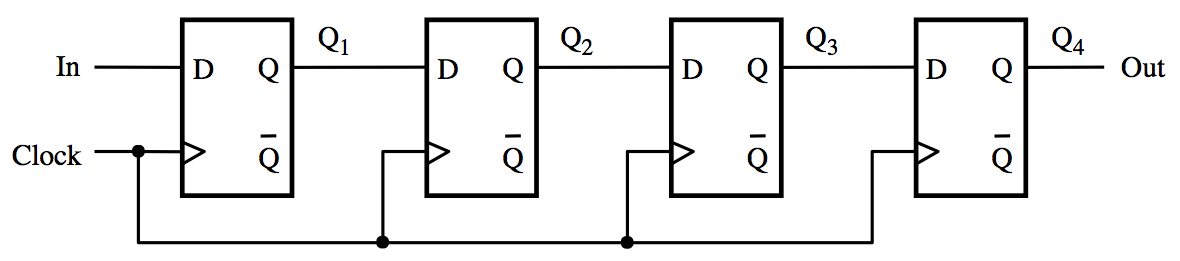 Q1 Q2 Q3 Q4
In D Q D Q D Q D Q Out
Clock Q̅ Q̅ Q̅ Q̅